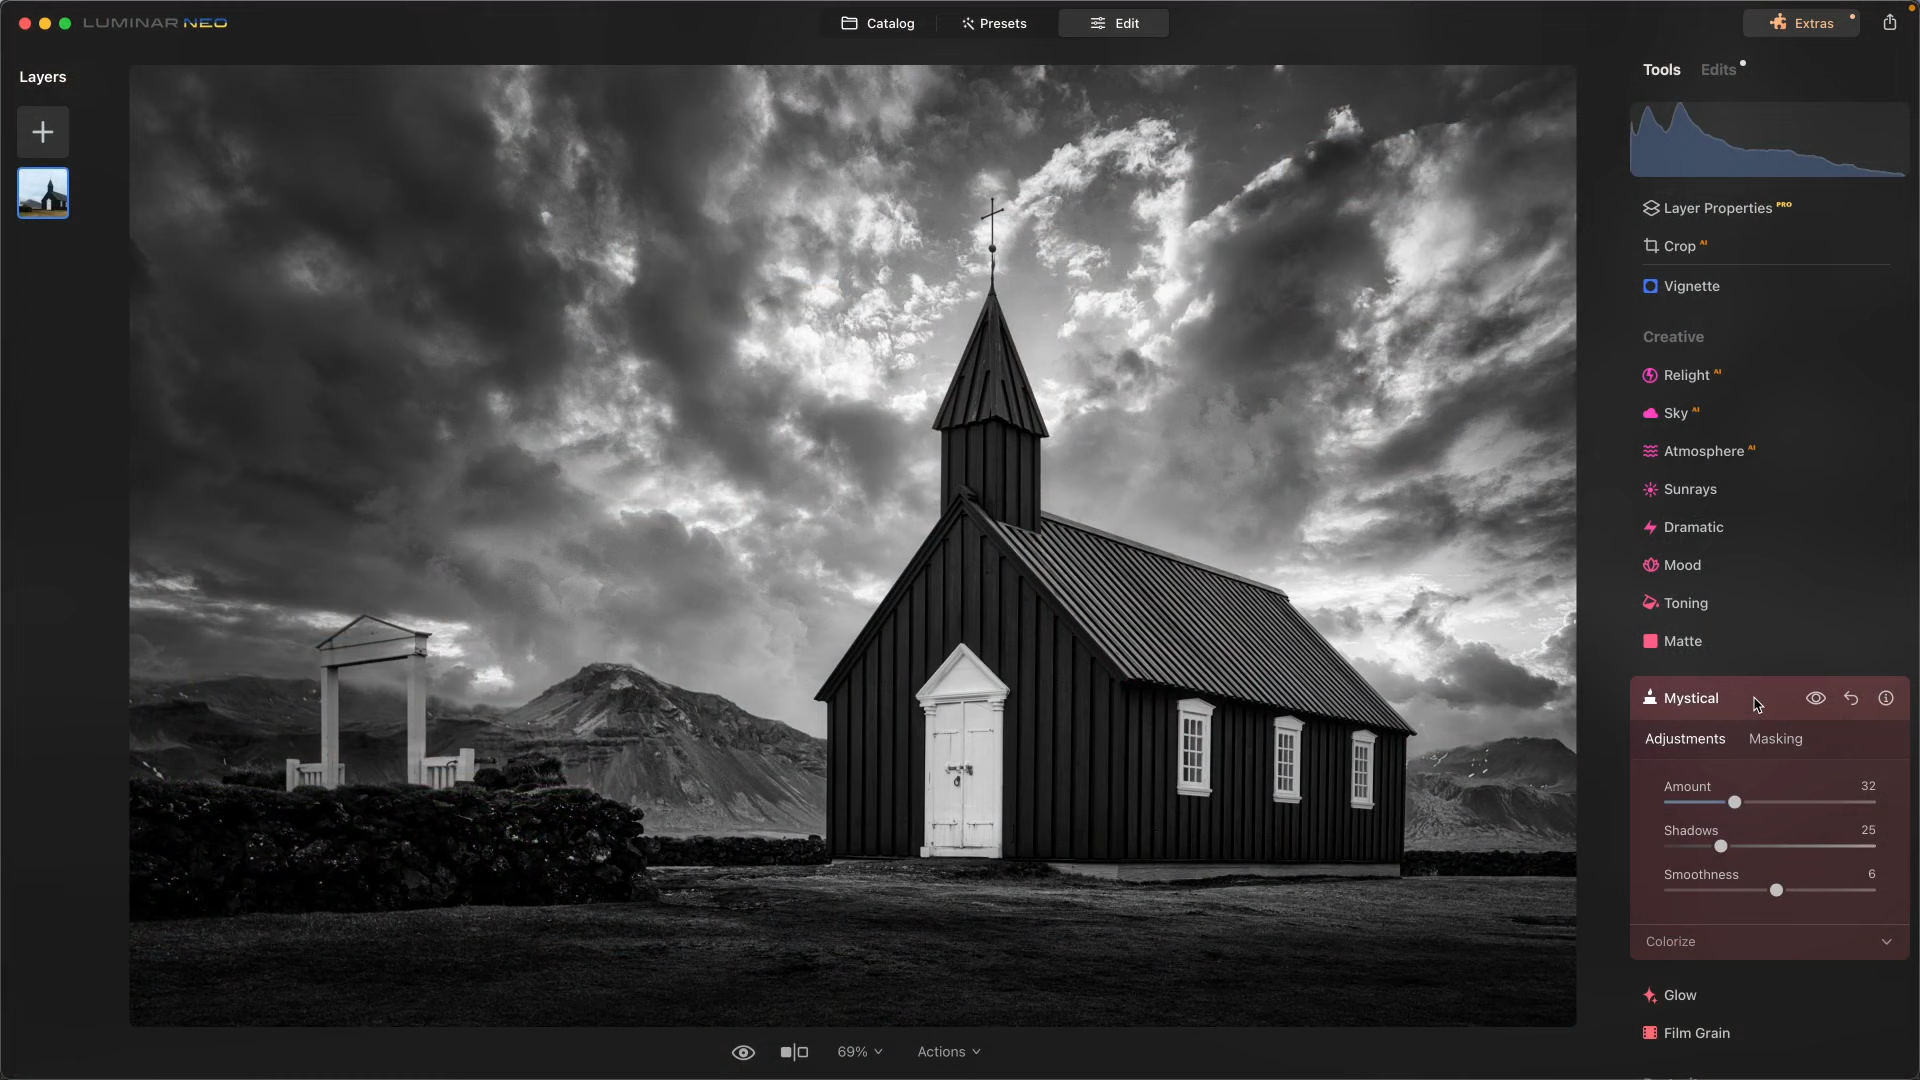 LUMINAR NEO
Catalog
Presets
Edit
Extras
Layers
Tools
Edits
Layer Properties PRO
Crop AI
Vignette
Creative
Relight AI
Sky AI
Atmosphere AI
Sunrays
Dramatic
Mood
Toning
Matte
Mystical
Adjustments
Masking
Amount 32
Shadows 25
Smoothness 6
Colorize
Glow
Film Grain
69%
Actions